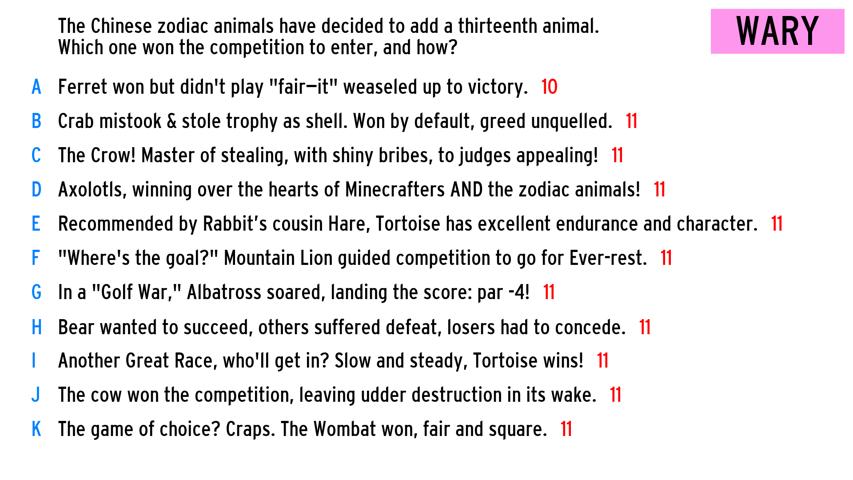 The Chinese zodiac animals have decided to add a thirteenth animal.
Which one won the competition to enter, and how?
WARY
A Ferret won but didn't play "fair—it" weaseled up to victory. 10
B Crab mistook & stole trophy as shell. Won by default, greed unquelled. 11
C The Crow! Master of stealing, with shiny bribes, to judges appealing! 11
D Axolotls, winning over the hearts of Minecrafters AND the zodiac animals! 11
E Recommended by Rabbit’s cousin Hare, Tortoise has excellent endurance and character. 11
F "Where's the goal?" Mountain Lion guided competition to go for Ever-rest. 11
G In a "Golf War," Albatross soared, landing the score: par -4! 11
H Bear wanted to succeed, others suffered defeat, losers had to concede. 11
I Another Great Race, who'll get in? Slow and steady, Tortoise wins! 11
J The cow won the competition, leaving udder destruction in its wake. 11
K The game of choice? Craps. The Wombat won, fair and square. 11